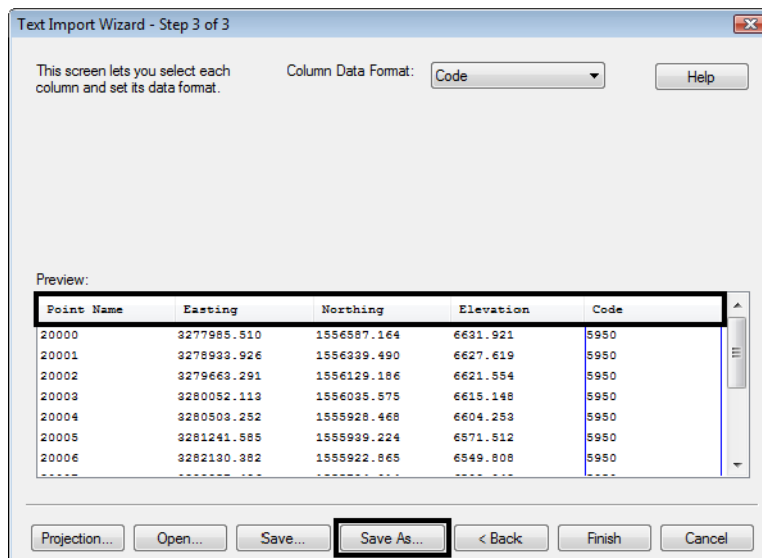 Text Import Wizard - Step 3 of 3
This screen lets you select each
column and set its data format.
Column Data Format:
Code
Help
Preview:
Point Name Easting Northing Elevation Code
20000 3277985.510 1556587.164 6631.921 5950
20001 3278933.926 1556339.490 6627.619 5950
20002 3279663.291 1556129.186 6621.554 5950
20003 3280052.113 1556035.575 6615.148 5950
20004 3280503.252 1555928.468 6604.253 5950
20005 3281241.585 1555939.224 6571.512 5950
20006 3282130.382 1555922.865 6549.808 5950
Projection... Open... Save... Save As... < Back Finish Cancel